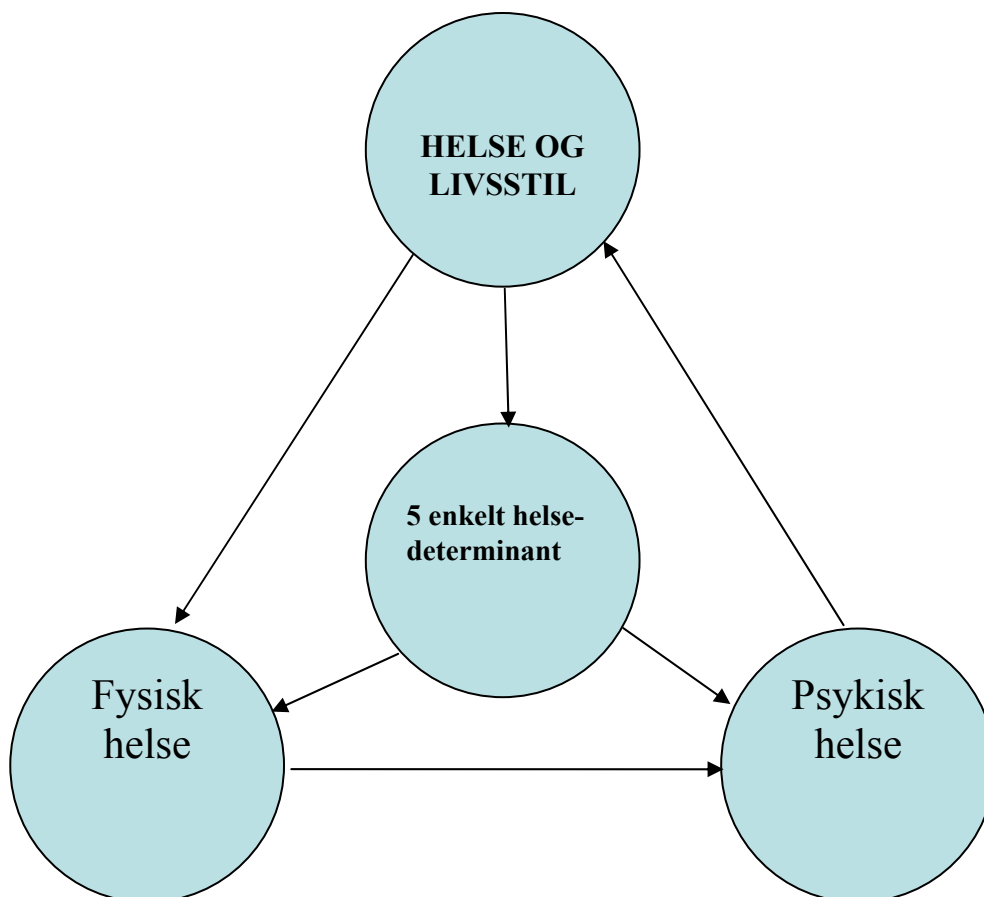 HELSE OG
LIVSSTIL
5 enkelt helse-
determinant
Fysisk
helse
Psykisk
helse